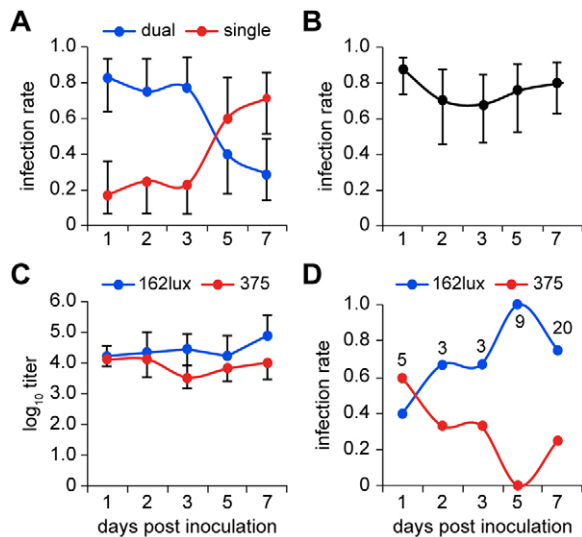 A
dual single
infection rate
1.0
0.8
0.6
0.4
0.2
0
1 2 3 5 7
B
infection rate
1.0
0.8
0.6
0.4
0.2
0
1 2 3 5 7
C
162lux 375
log10 titer
6.0
5.0
4.0
3.0
2.0
1.0
0
1 2 3 5 7
days post inoculation
D
162lux 375
infection rate
1.0
0.8
0.6
0.4
0.2
0
5 3 3 9 20
1 2 3 5 7
days post inoculation